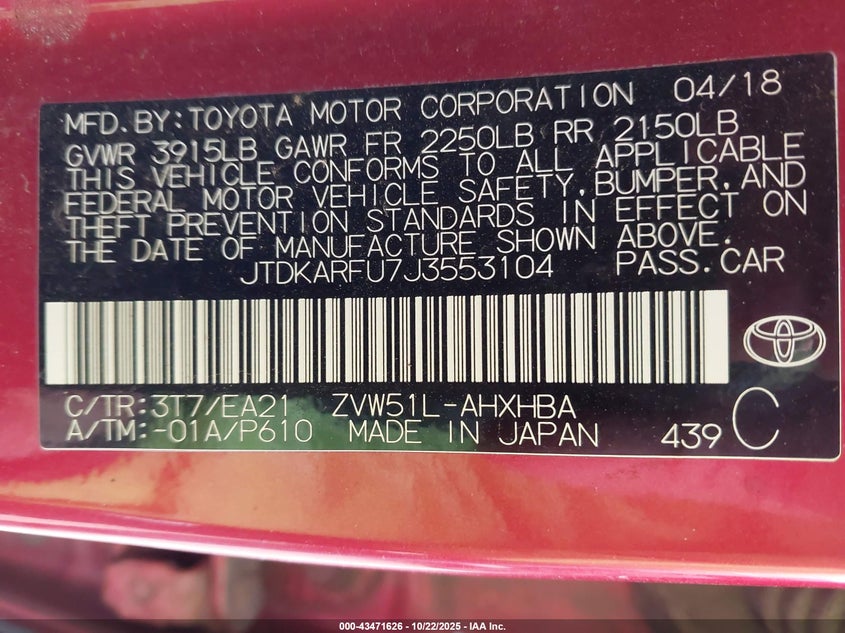 MFD.BY:TOYOTA MOTOR CORPORATION 04/18
GVWR 3915LB GAWR FR 2250LB RR 2150LB
THIS VEHICLE CONFORMS TO ALL APPLICABLE
FEDERAL MOTOR VEHICLE SAFETY,BUMPER,AND
THEFT PREVENTION STANDARDS IN EFFECT ON
THE DATE OF MANUFACTURE SHOWN ABOVE.
JTDKARFU7J3553104 PASS.CAR
C/TR:3T7/EA21 ZVW51L-AHXHBA
A/TM:-01A/P610 MADE IN JAPAN 439 C
000-43471626 - 10/22/2025 - IAA Inc.